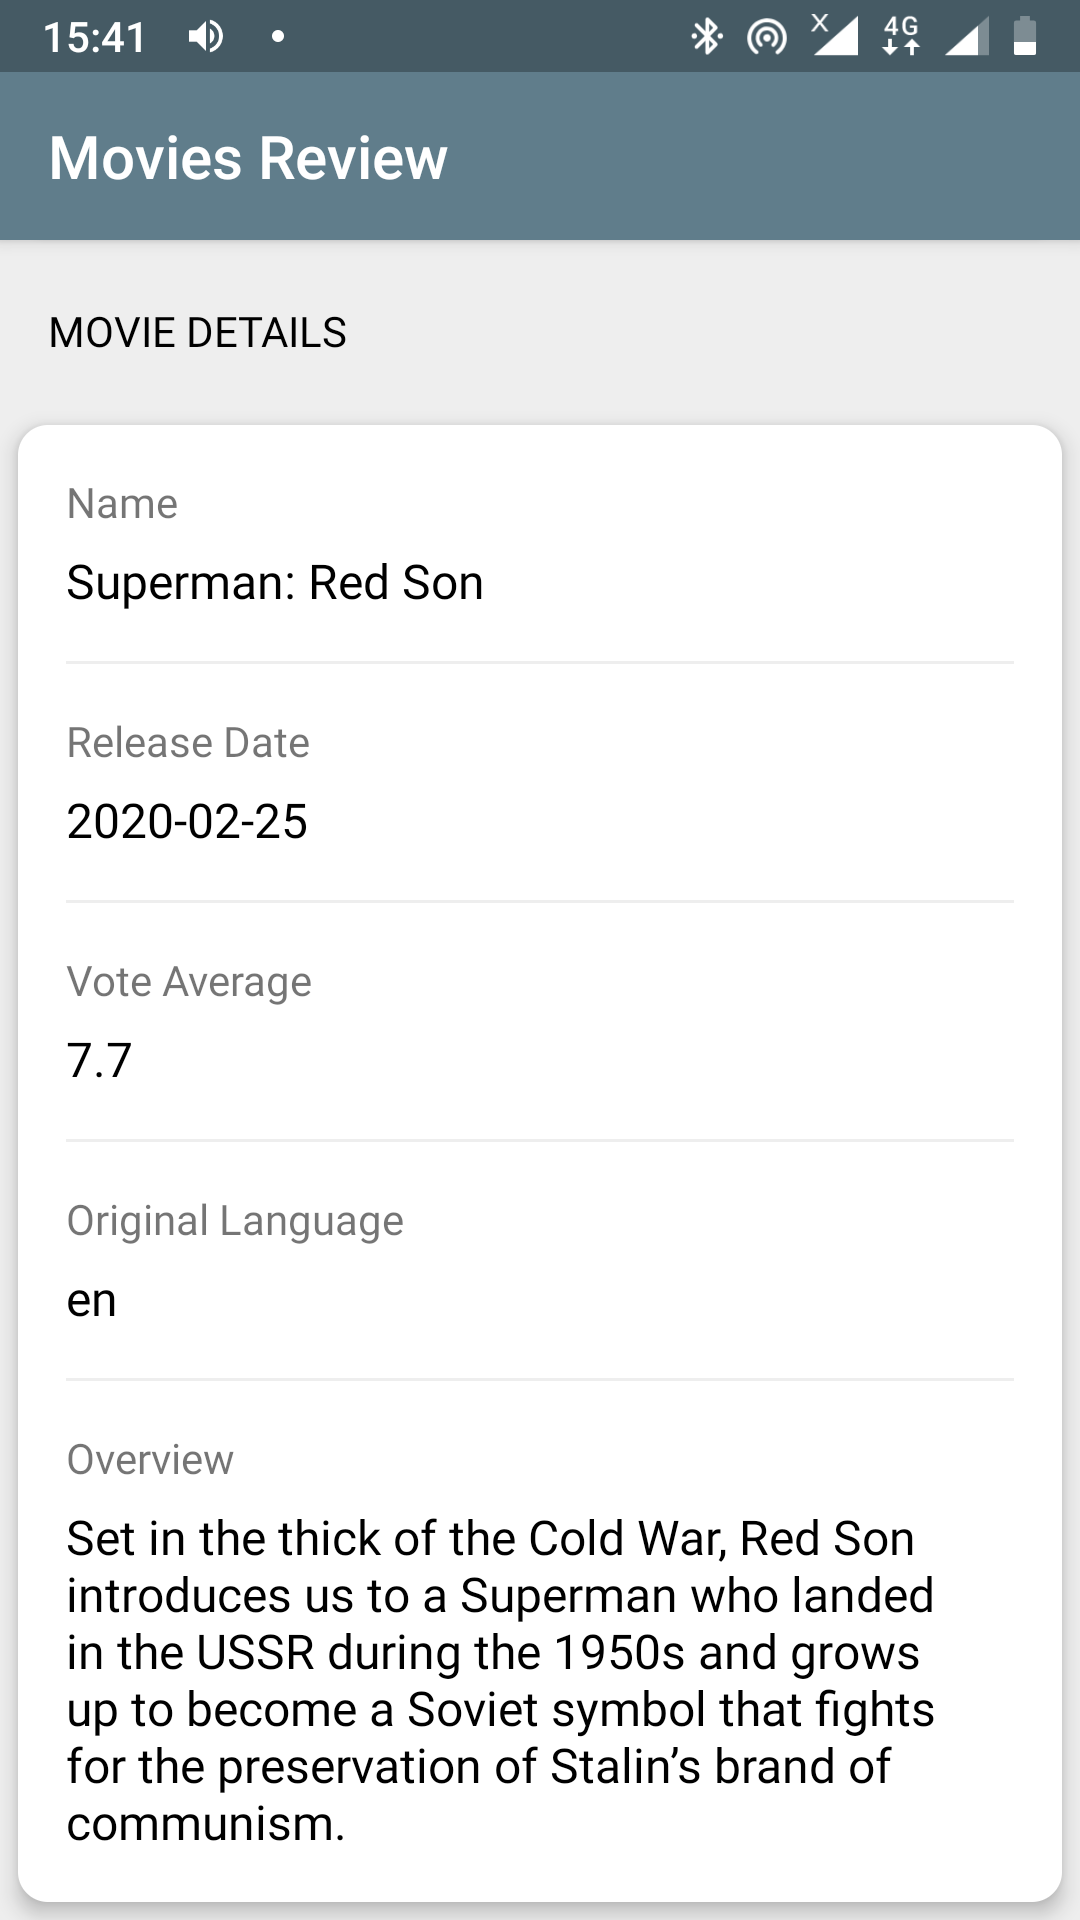 15:41
X
4G
Movies Review
MOVIE DETAILS
Name
Superman: Red Son
Release Date
2020-02-25
Vote Average
7.7
Original Language
en
Overview
Set in the thick of the Cold War, Red Son
introduces us to a Superman who landed
in the USSR during the 1950s and grows
up to become a Soviet symbol that fights
for the preservation of Stalin’s brand of
communism.